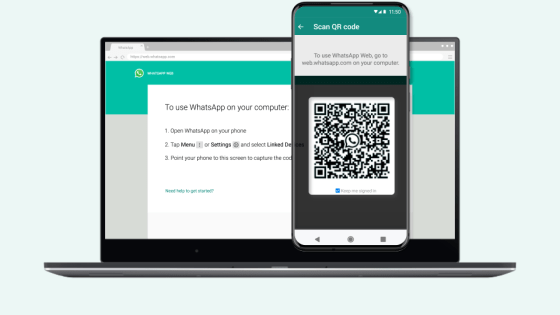 WhatsApp
https://web.whatsapp.com
WHATSAPP WEB
To use WhatsApp on your computer:
1. Open WhatsApp on your phone
2. Tap Menu or Settings and select Linked Devices
3. Point your phone to this screen to capture the cod
Need help to get started?
11:50
Scan QR code
To use WhatsApp Web, go to
web.whatsapp.com on your computer.
Keep me signed in